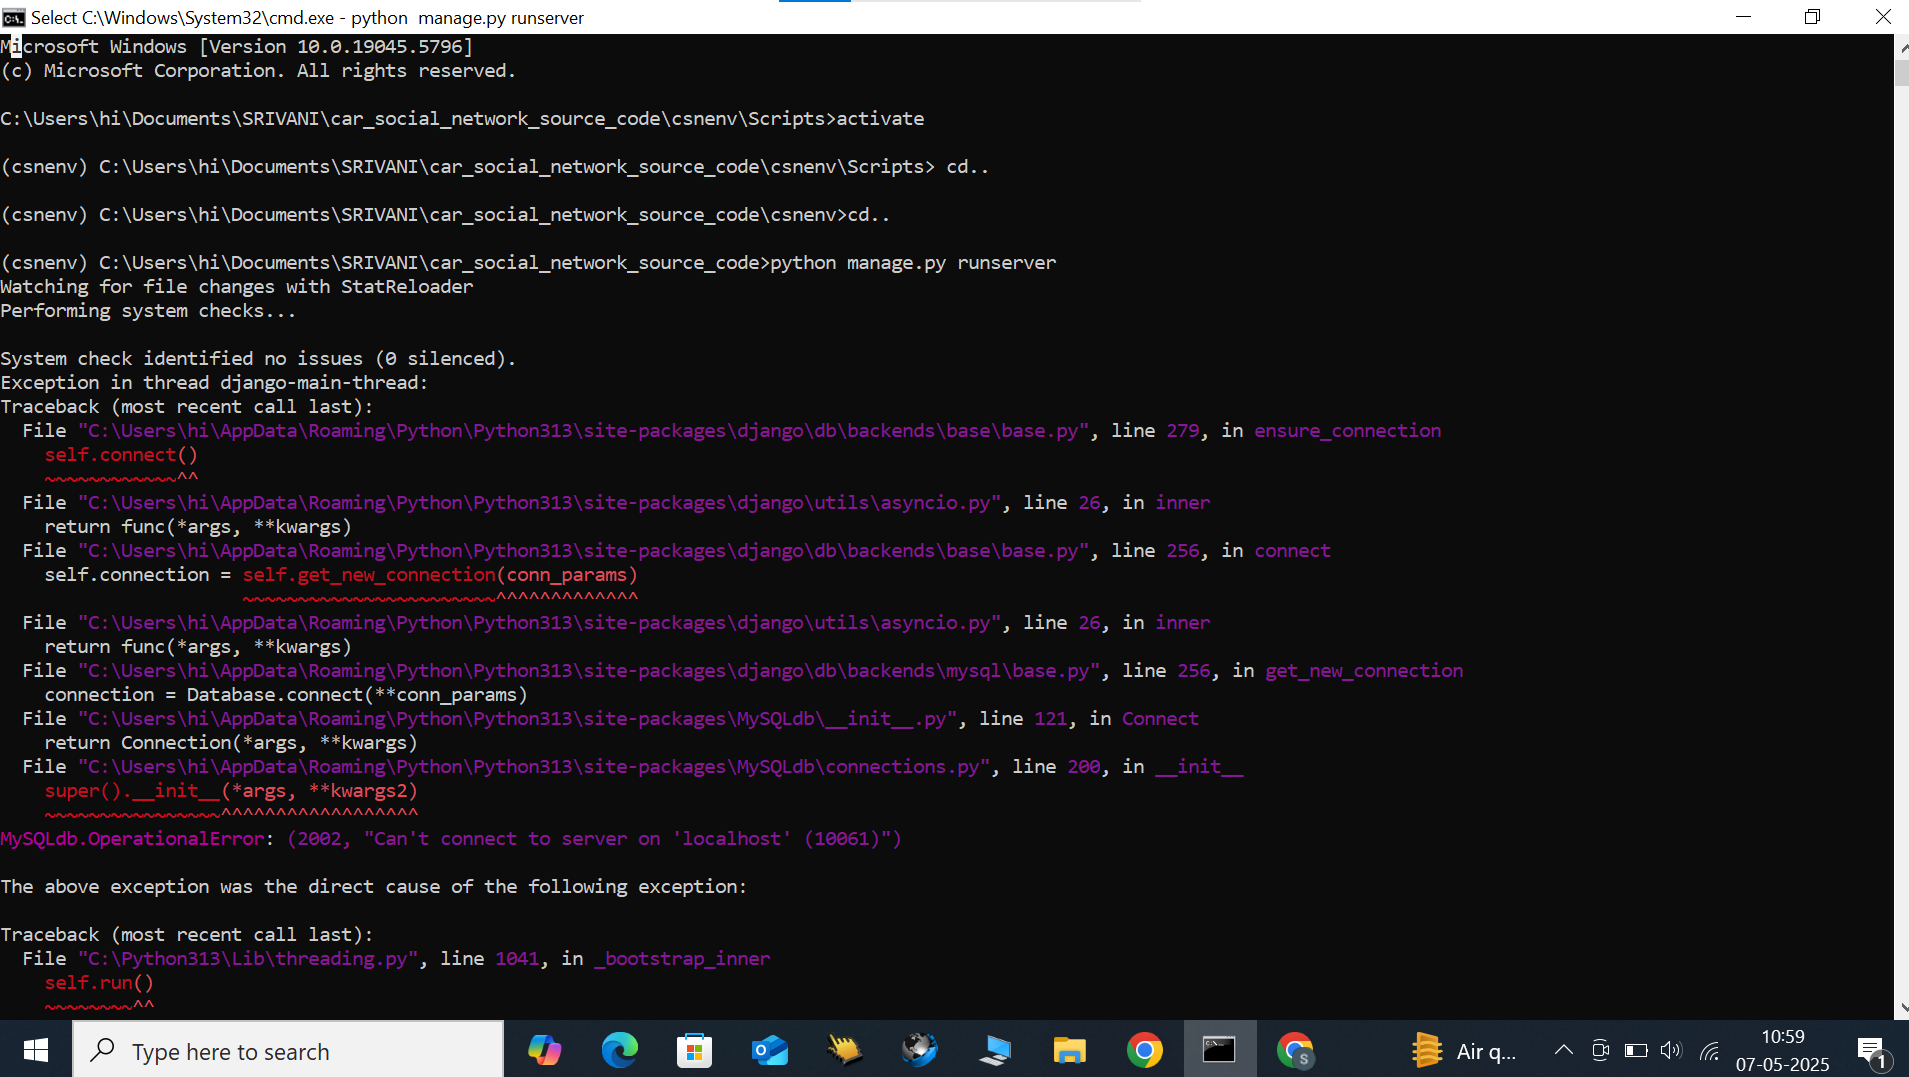 Select C:\Windows\System32\cmd.exe - python  manage.py runserver
Microsoft Windows [Version 10.0.19045.5796]
(c) Microsoft Corporation. All rights reserved.
C:\Users\hi\Documents\SRIVANI\car_social_network_source_code\csnenv\Scripts>activate
(csnenv) C:\Users\hi\Documents\SRIVANI\car_social_network_source_code\csnenv\Scripts> cd..
(csnenv) C:\Users\hi\Documents\SRIVANI\car_social_network_source_code\csnenv>cd..
(csnenv) C:\Users\hi\Documents\SRIVANI\car_social_network_source_code>python manage.py runserver
Watching for file changes with StatReloader
Performing system checks...
System check identified no issues (0 silenced).
Exception in thread django-main-thread:
Traceback (most recent call last):
  File "C:\Users\hi\AppData\Roaming\Python\Python313\site-packages\django\db\backends\base\base.py", line 279, in ensure_connection
    self.connect()
    ~~~~~~~~~~~~^^
  File "C:\Users\hi\AppData\Roaming\Python\Python313\site-packages\django\utils\asyncio.py", line 26, in inner
    return func(*args, **kwargs)
  File "C:\Users\hi\AppData\Roaming\Python\Python313\site-packages\django\db\backends\base\base.py", line 256, in connect
    self.connection = self.get_new_connection(conn_params)
                      ~~~~~~~~~~~~~~~~~~~~~~~^^^^^^^^^^^^^
  File "C:\Users\hi\AppData\Roaming\Python\Python313\site-packages\django\utils\asyncio.py", line 26, in inner
    return func(*args, **kwargs)
  File "C:\Users\hi\AppData\Roaming\Python\Python313\site-packages\django\db\backends\mysql\base.py", line 256, in get_new_connection
    connection = Database.connect(**conn_params)
  File "C:\Users\hi\AppData\Roaming\Python\Python313\site-packages\MySQLdb\__init__.py", line 121, in Connect
    return Connection(*args, **kwargs)
  File "C:\Users\hi\AppData\Roaming\Python\Python313\site-packages\MySQLdb\connections.py", line 200, in __init__
    super().__init__(*args, **kwargs2)
    ~~~~~~~~~~~~~~~~^^^^^^^^^^^^^^^^^^
MySQLdb.OperationalError: (2002, "Can't connect to server on 'localhost' (10061)")
The above exception was the direct cause of the following exception:
Traceback (most recent call last):
  File "C:\Python313\Lib\threading.py", line 1041, in _bootstrap_inner
    self.run()
    ~~~~~~~~^^
Type here to search
S
Air q...
10:59
07-05-2025
1